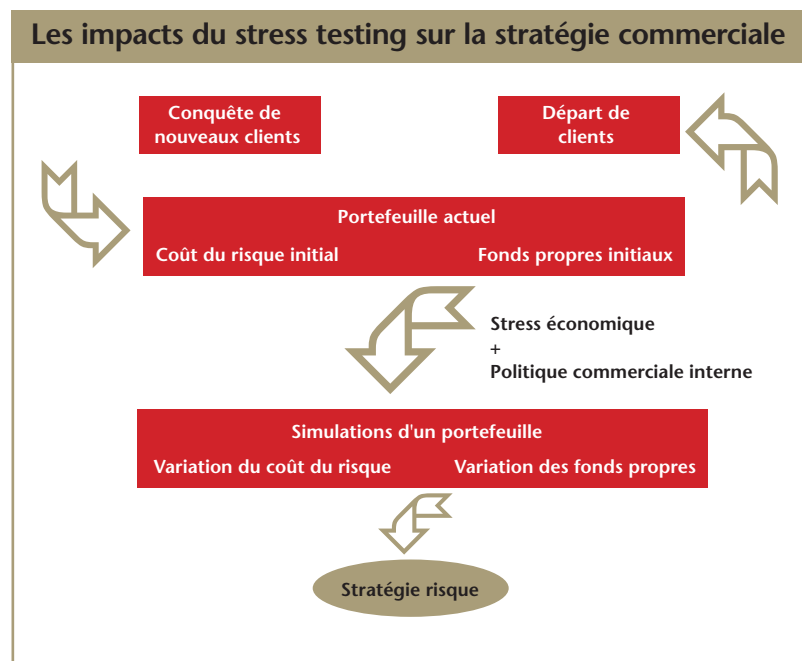 Les impacts du stress testing sur la stratégie commerciale
Conquête de
nouveaux clients
Départ de
clients
Portefeuille actuel
Coût du risque initial
Fonds propres initiaux
Stress économique
+
Politique commerciale interne
Simulations d'un portefeuille
Variation du coût du risque
Variation des fonds propres
Stratégie risque